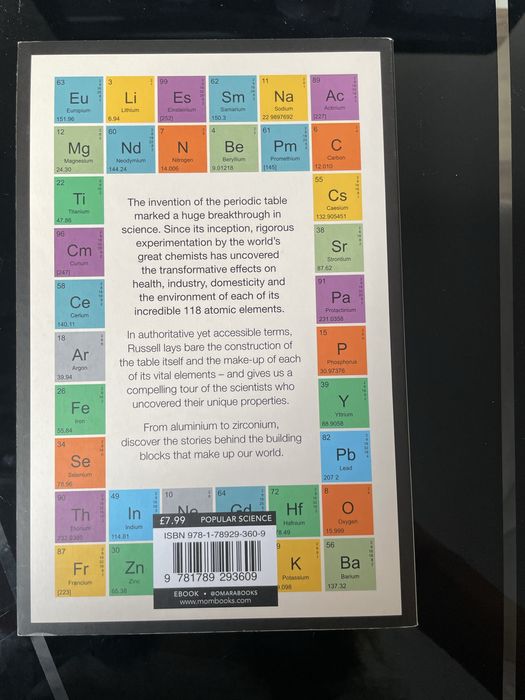 63
Eu
Europium
151.96
3
Li
Lithium
6.94
99
Es
Einsteinium
[252]
62
Sm
Samarium
150.3
11
Na
Sodium
22.9897692
89
Ac
Actinium
[227]
12
Mg
Magnesium
24.30
60
Nd
Neodymium
144.24
7
N
Nitrogen
14.006
4
Be
Beryllium
9.01218
61
Pm
Promethium
[145]
6
C
Carbon
12.010
22
Ti
Titanium
47.86
55
Cs
Caesium
132.905451
96
Cm
Curium
[247]
38
Sr
Strontium
87.62
58
Ce
Cerium
140.11
91
Pa
Protactinium
231.0358
18
Ar
Argon
39.94
15
P
Phosphorus
30.97376
26
Fe
Iron
55.84
39
Y
Yttrium
88.9058
34
Se
Selenium
78.96
82
Pb
Lead
207.2
The invention of the periodic table
marked a huge breakthrough in
science. Since its inception, rigorous
experimentation by the world's
great chemists has uncovered
the transformative effects on
health, industry, domesticity and
the environment of each of its
incredible 118 atomic elements.
In authoritative yet accessible terms,
Russell lays bare the construction of
the table itself and the make-up of each
of its vital elements – and gives us a
compelling tour of the scientists who
uncovered their unique properties.
From aluminium to zirconium,
discover the stories behind the building
blocks that make up our world.
90
Th
Thorium
232.0380
49
In
Indium
114.81
10
Ne
64
Gd
72
Hf
Hafnium
8.49
8
O
Oxygen
15.999
87
Fr
Francium
[223]
30
Zn
Zinc
65.38
9
K
Potassium
.098
56
Ba
Barium
137.32
£7.99 POPULAR SCIENCE
ISBN 978-1-78929-360-9
9 781789 293609
EBOOK • @OMARABOOKS
www.mombooks.com